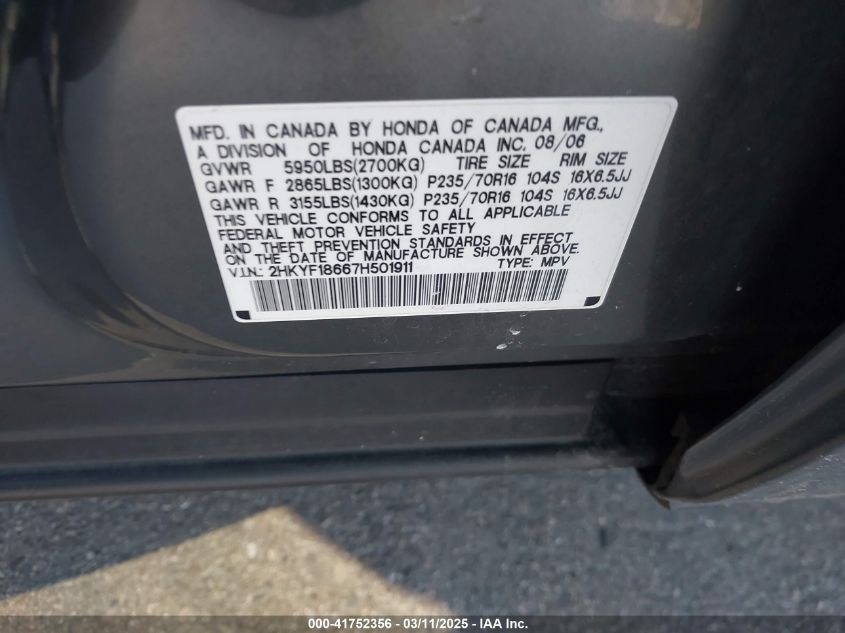 MFD. IN CANADA BY HONDA OF CANADA MFG.,
A DIVISION OF HONDA CANADA INC. 08/06
GVWR 5950LBS(2700KG) TIRE SIZE RIM SIZE
GAWR F 2865LBS(1300KG) P235/70R16 104S 16X6.5JJ
GAWR R 3155LBS(1430KG) P235/70R16 104S 16X6.5JJ
THIS VEHICLE CONFORMS TO ALL APPLICABLE
FEDERAL MOTOR VEHICLE SAFETY
AND THEFT PREVENTION STANDARDS IN EFFECT
ON THE DATE OF MANUFACTURE SHOWN ABOVE.
V.I.N.: 2HKYF18667H501911 TYPE: MPV
000-41752356 - 03/11/2025 - IAA Inc.